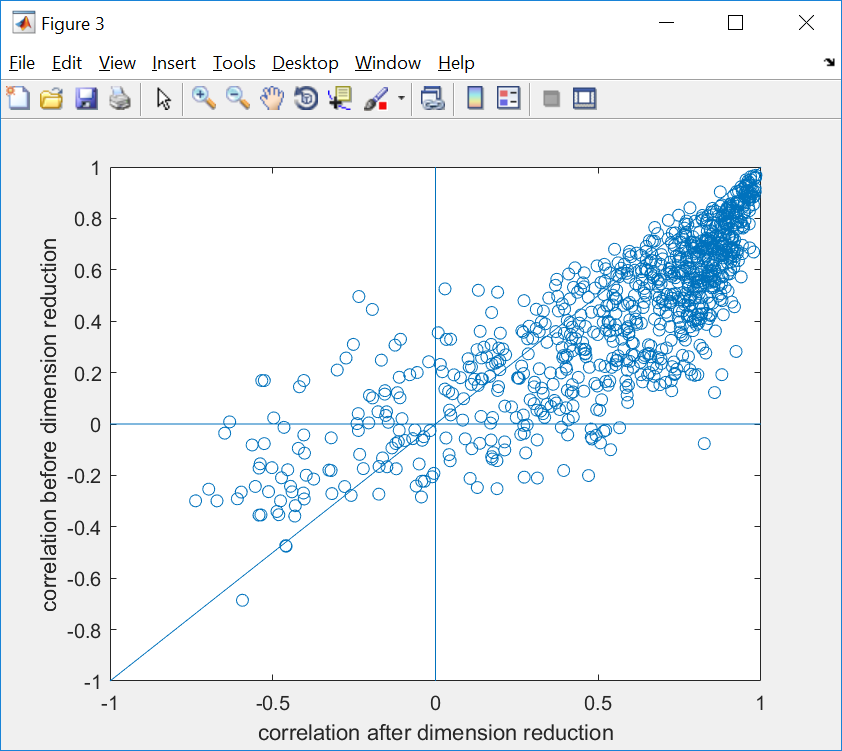 Figure 3
File Edit View Insert Tools Desktop Window Help
1
0.8
0.6
0.4
0.2
0
-0.2
-0.4
-0.6
-0.8
-1
correlation before dimension reduction
-1 -0.5 0 0.5 1
correlation after dimension reduction